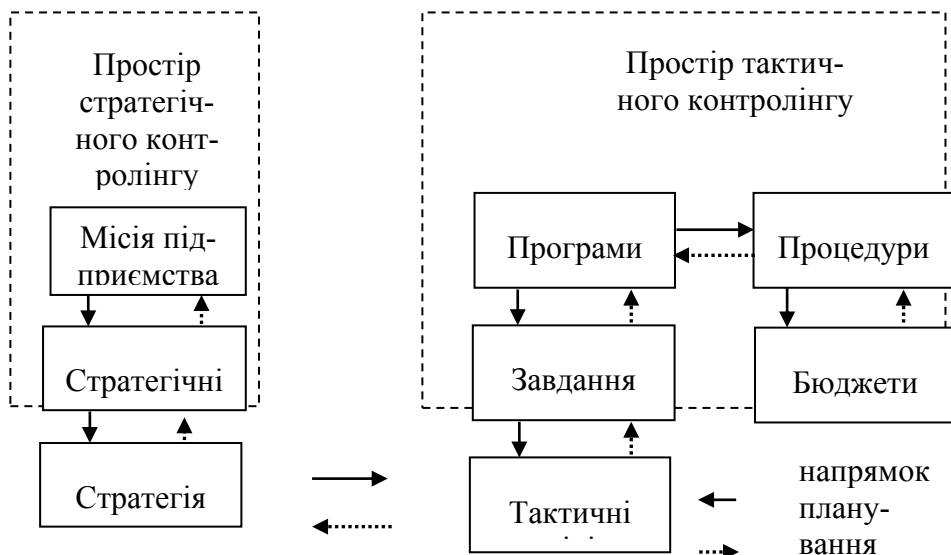 Простір
стратегіч-
ного конт-
ролінгу
Місія під-
приємства
Стратегічні
Стратегія
Простір тактич-
ного контролінгу
Програми
Процедури
Завдання
Бюджети
Тактичні
напрямок
плану-
вання